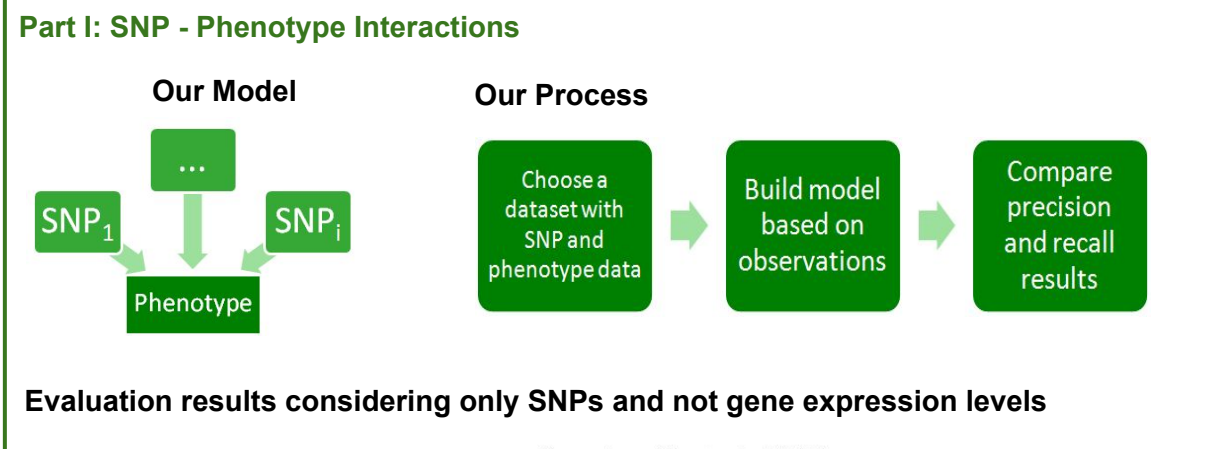 Part I: SNP - Phenotype Interactions
Our Model
Our Process
...
SNP1
SNPi
Phenotype
Choose a
dataset with
SNP and
phenotype data
Build model
based on
observations
Compare
precision
and recall
results
Evaluation results considering only SNPs and not gene expression levels